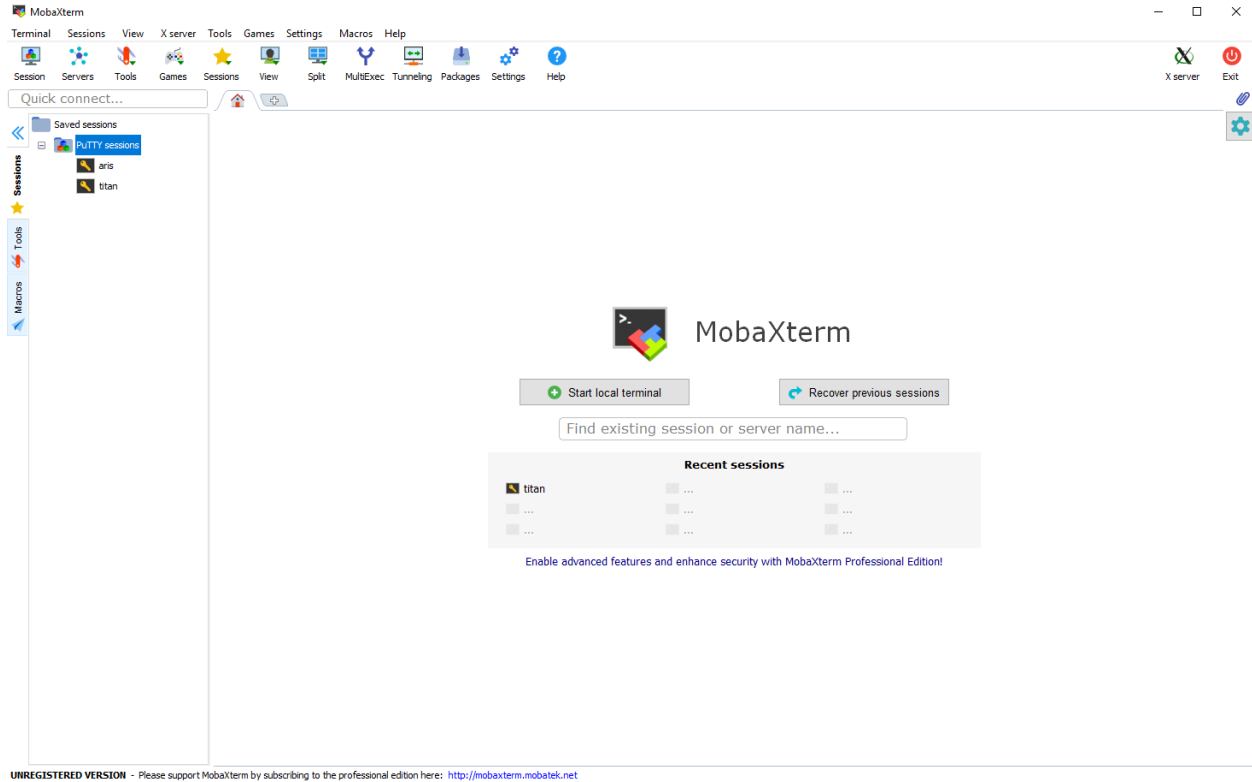 MobaXterm
Terminal Sessions View X server Tools Games Settings Macros Help
Session Servers Tools Games Sessions View Split MultiExec Tunneling Packages Settings Help X server Exit
Quick connect...
Saved sessions
PuTTY sessions
aris
titan
Sessions
Tools
Macros
>_
MobaXterm
Start local terminal Recover previous sessions
Find existing session or server name...
Recent sessions
titan ... ...
... ... ...
... ... ...
Enable advanced features and enhance security with MobaXterm Professional Edition!
UNREGISTERED VERSION - Please support MobaXterm by subscribing to the professional edition here: http://mobaxterm.mobatek.net